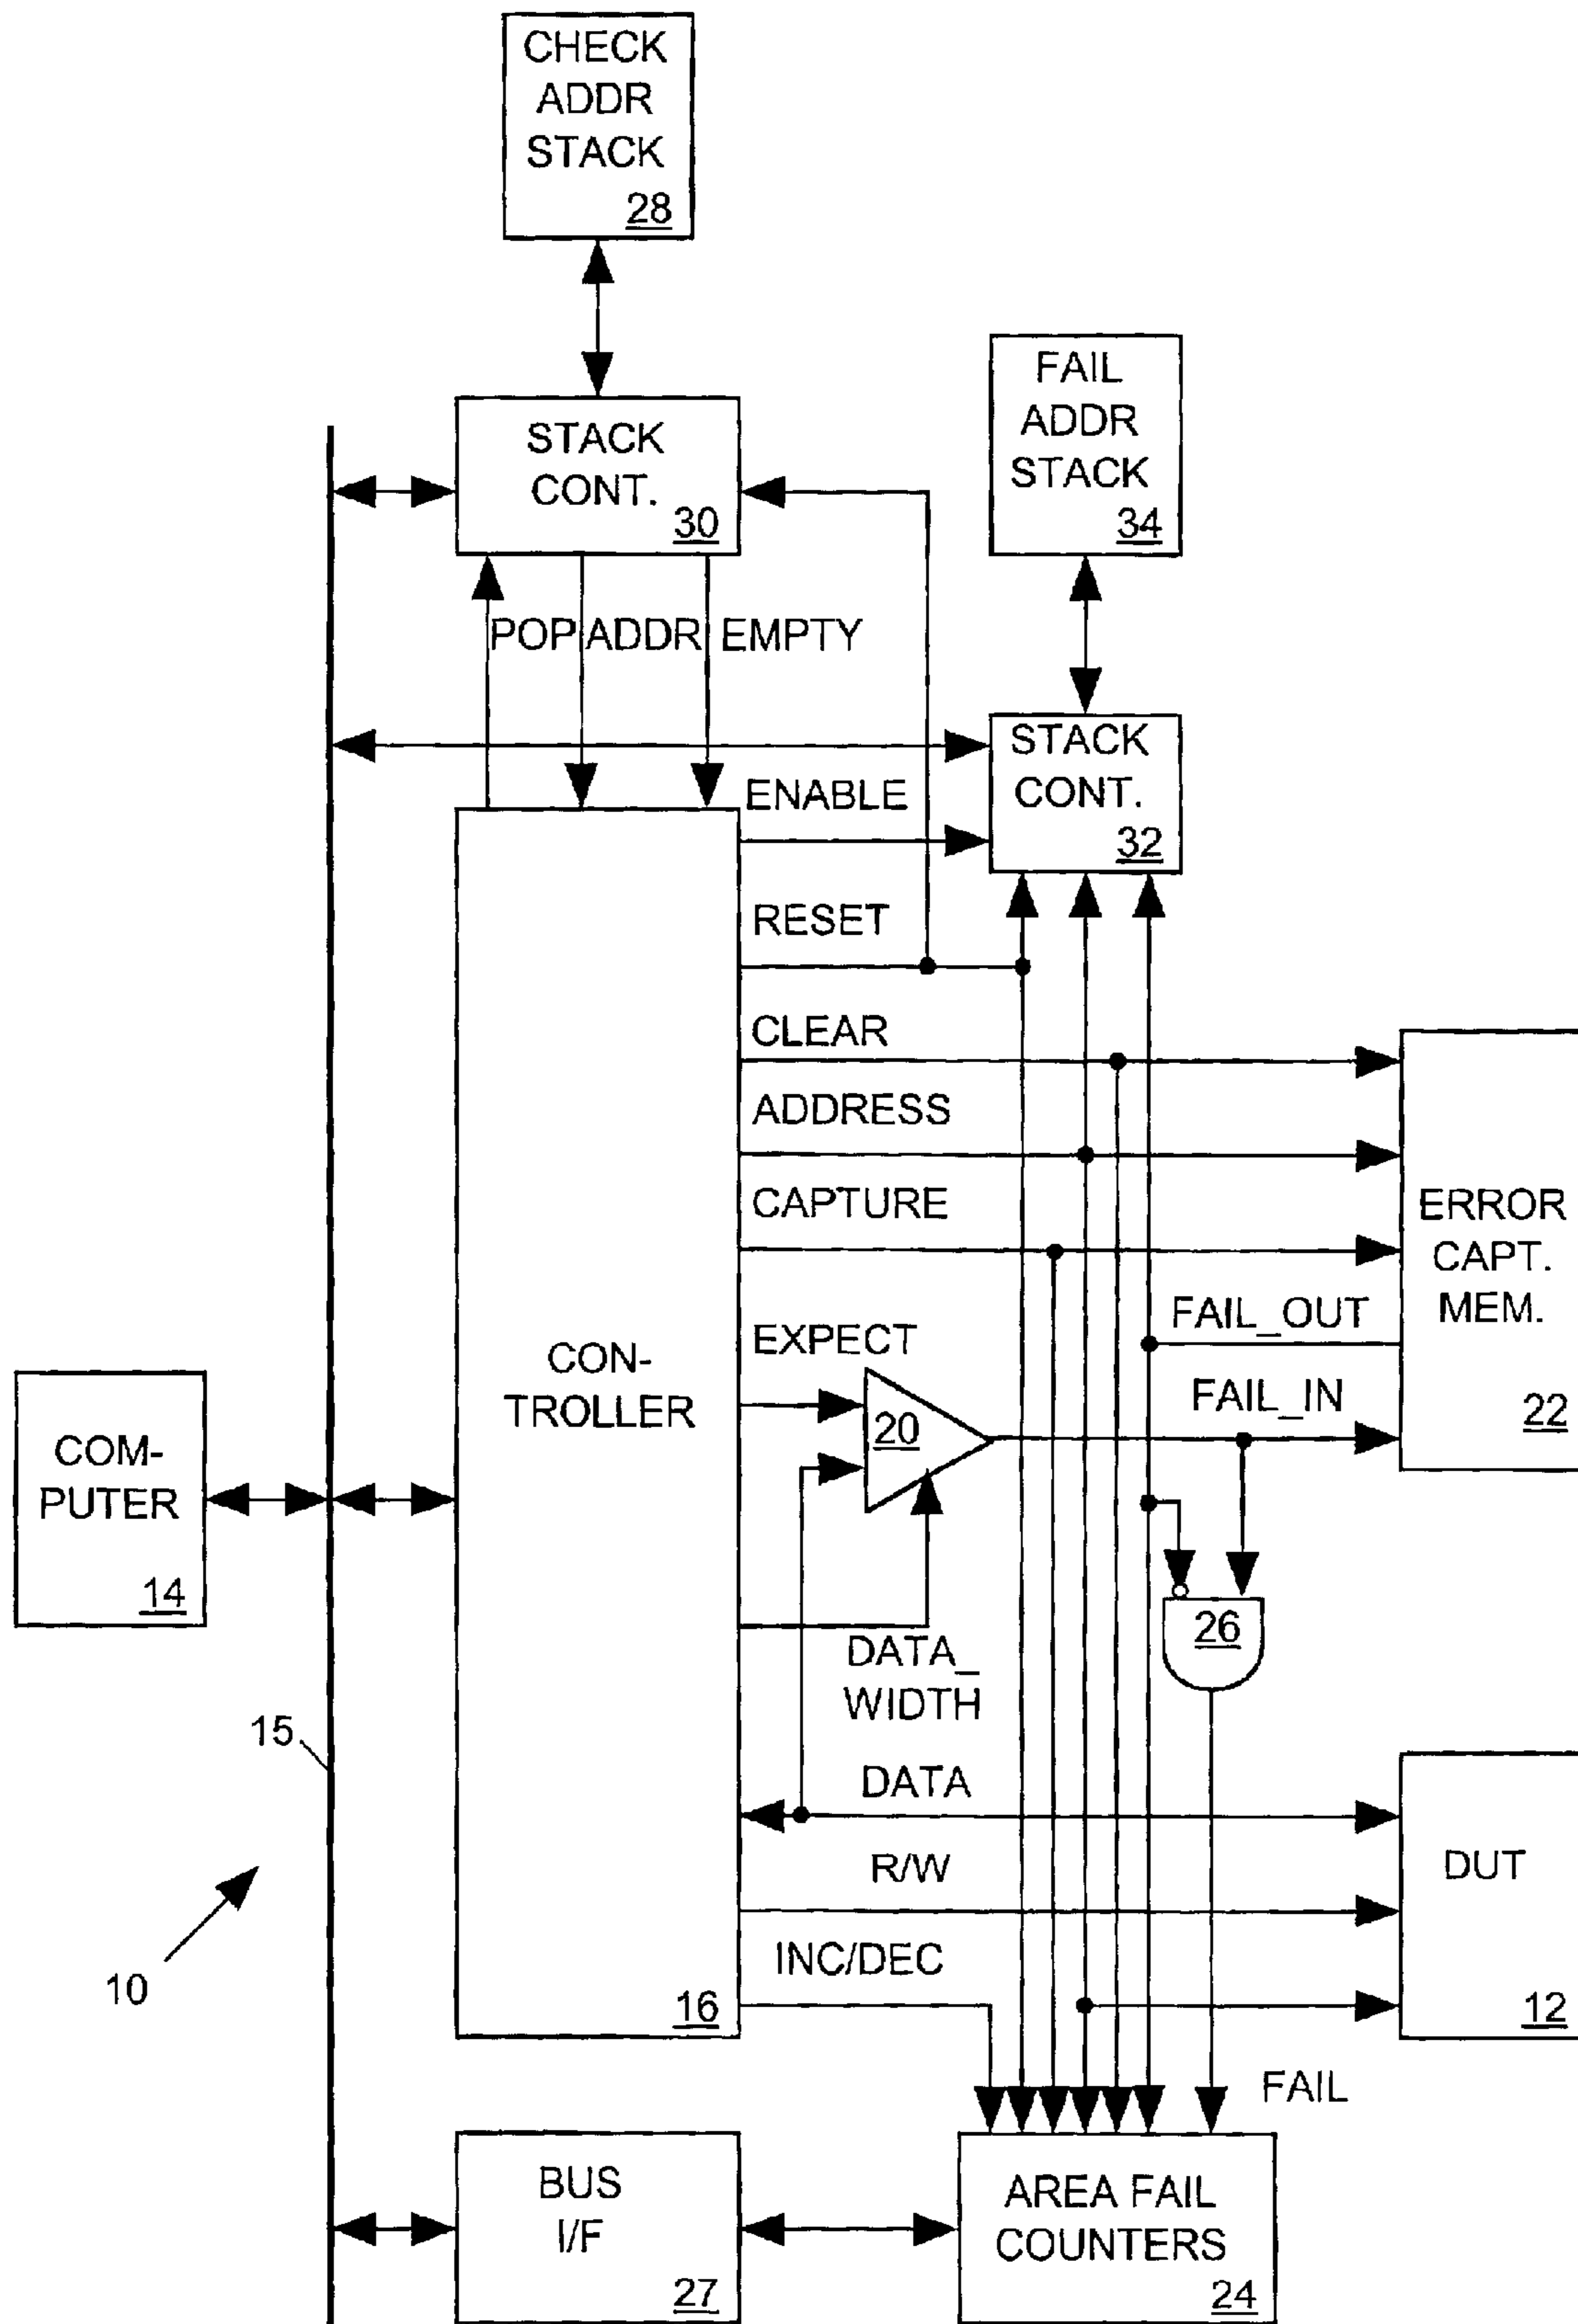 CHECK
ADDR
STACK
28
FAIL
ADDR
STACK
34
STACK
CONT.
30
POP ADDR EMPTY
STACK
CONT.
32
ENABLE
RESET
CLEAR
ADDRESS
CAPTURE
ERROR
CAPT.
MEM.
22
FAIL_OUT
EXPECT
FAIL_IN
20
CON-
TROLLER
16
COM-
PUTER
14
26
DATA_
WIDTH
15
DATA
R/W
DUT
12
INC/DEC
10
FAIL
BUS
I/F
27
AREA FAIL
COUNTERS
24